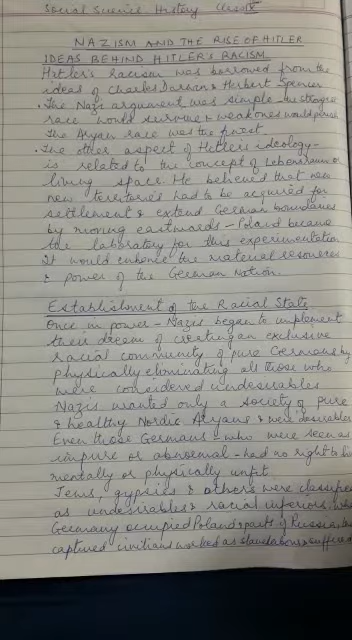 Social Science History Class IX
NAZISM AND THE RISE OF HITLER
IDEAS BEHIND HITLER'S RACISM
Hitler's racism was borrowed from the
ideas of Charles Darwin & Herbert Spencer
• The Nazi argument was simple - the strongest
race would survive & weak ones would perish
The Aryan race was the finest.
• The other aspect of Hitler's ideology -
is related to the concept of Lebensraum or
living space. He believed that new
new territories had to be acquired for
settlement & extend German boundaries
by moving eastwards - Poland became
the laboratory for this experimentation
It would enhance the material resources
& power of the German Nation.
Establishment of the Racial State
Once in power - Nazis began to implement
their dream of creating an exclusive
racial community of pure Germans by
physically eliminating all those who
were considered undesirables
Nazis wanted only a society of pure
& healthy Nordic Aryans & were desirables
Even those Germans - who were seen as
impure or abnormal - had no right to li
mentally or physically unfit
Jews, gypsies & others were classified
as undesirables & racial inferiors.
Germany occupied Poland & parts of Russia
captured civilians worked as slave labour & suffered